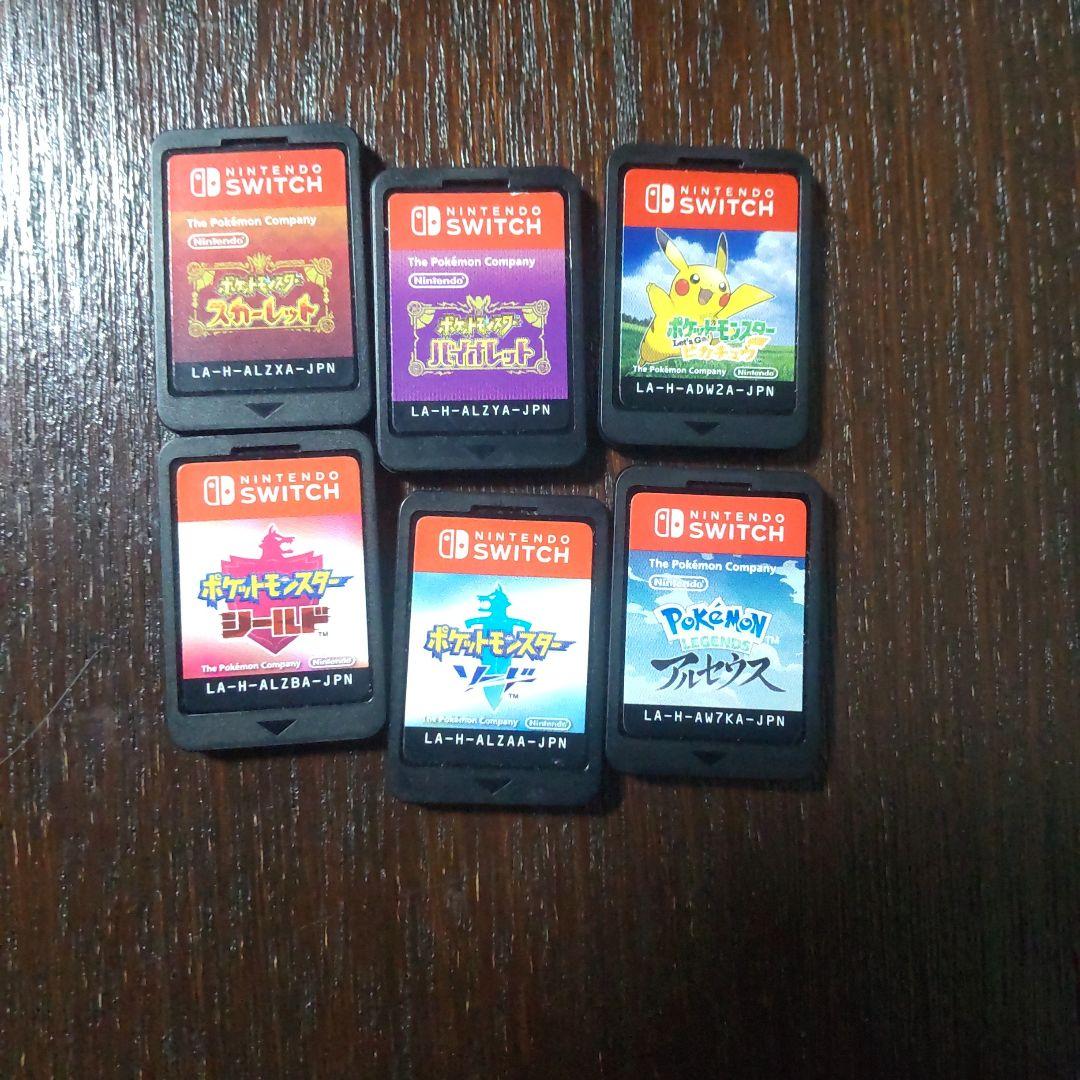 NINTENDO
SWITCH
The Pokémon Company
Nintendo
ポケットモンスター
スカーレット
LA-H-ALZXA-JPN
NINTENDO
SWITCH
The Pokémon Company
Nintendo
ポケットモンスター
バイオレット
LA-H-ALZYA-JPN
NINTENDO
SWITCH
ポケットモンスター
Let's Go!
ピカチュウ
The Pokémon Company Nintendo
LA-H-ADW2A-JPN
NINTENDO
SWITCH
ポケットモンスター
シールド™
The Pokémon Company Nintendo
LA-H-ALZBA-JPN
NINTENDO
SWITCH
ポケットモンスター
ソード™
The Pokémon Company Nintendo
LA-H-ALZAA-JPN
NINTENDO
SWITCH
The Pokémon Company
Nintendo
POKéMON™
LEGENDS
アルセウス
LA-H-AW7KA-JPN